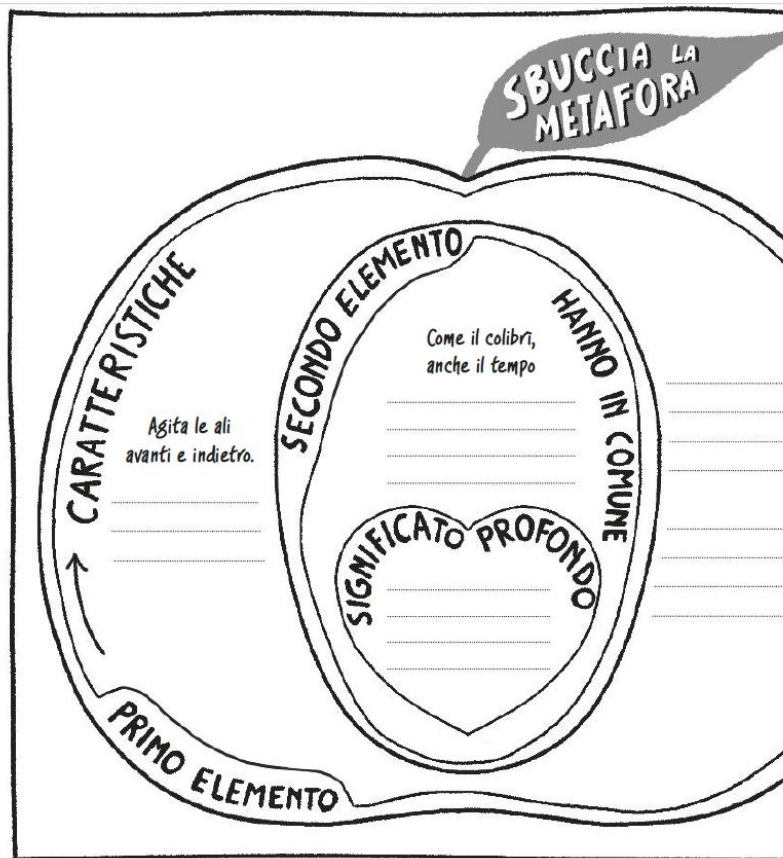 SBUCCIA LA
METAFORA
CARATTERISTICHE
Agita le ali
avanti e indietro.
PRIMO ELEMENTO
SECONDO ELEMENTO
Come il colibrì,
anche il tempo
HANNO IN COMUNE
SIGNIFICATO PROFONDO